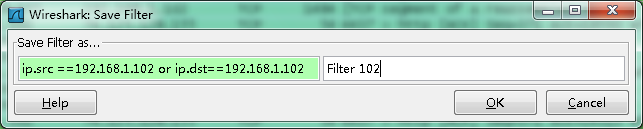 Wireshark: Save Filter
Save Filter as...
ip.src ==192.168.1.102 or ip.dst==192.168.1.102 Filter 102
Help OK Cancel